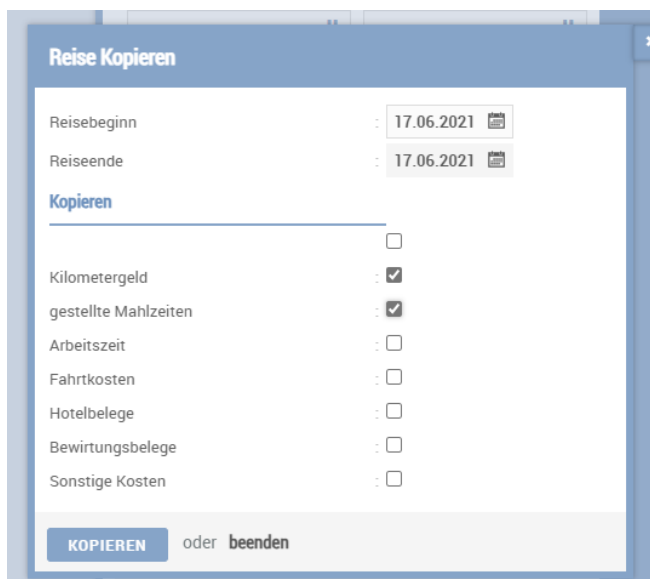 Reise Kopieren
Reisebeginn : 17.06.2021
Reiseende : 17.06.2021
Kopieren
Kilometergeld :
gestellte Mahlzeiten :
Arbeitszeit :
Fahrtkosten :
Hotelbelege :
Bewirtungsbelege :
Sonstige Kosten :
KOPIEREN oder beenden